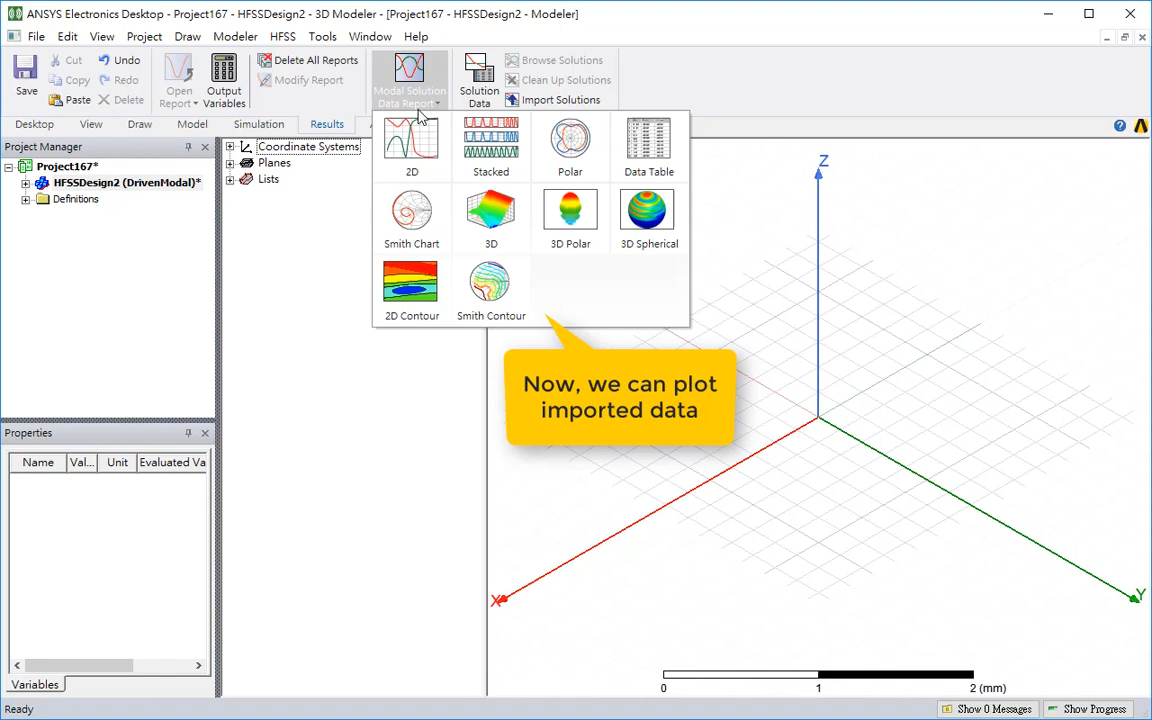 ANSYS Electronics Desktop - Project167 - HFSSDesign2 - 3D Modeler - [Project167 - HFSSDesign2 - Modeler]
File Edit View Project Draw Modeler HFSS Tools Window Help
Save
Cut
Copy
Paste
Undo
Redo
Delete
Open
Report
Output
Variables
Delete All Reports
Modify Report
Modal Solution
Data Report
Solution
Data
Browse Solutions
Clean Up Solutions
Import Solutions
Desktop View Draw Model Simulation Results
Project Manager
Project167*
HFSSDesign2 (DrivenModal)*
Definitions
Coordinate Systems
Planes
Lists
2D Stacked Polar Data Table
Smith Chart 3D 3D Polar 3D Spherical
2D Contour Smith Contour
Now, we can plot
imported data
Z
X
Y
0 1 2 (mm)
Properties
Name Val... Unit Evaluated Va
Variables
Ready
Show 0 Messages
Show Progress